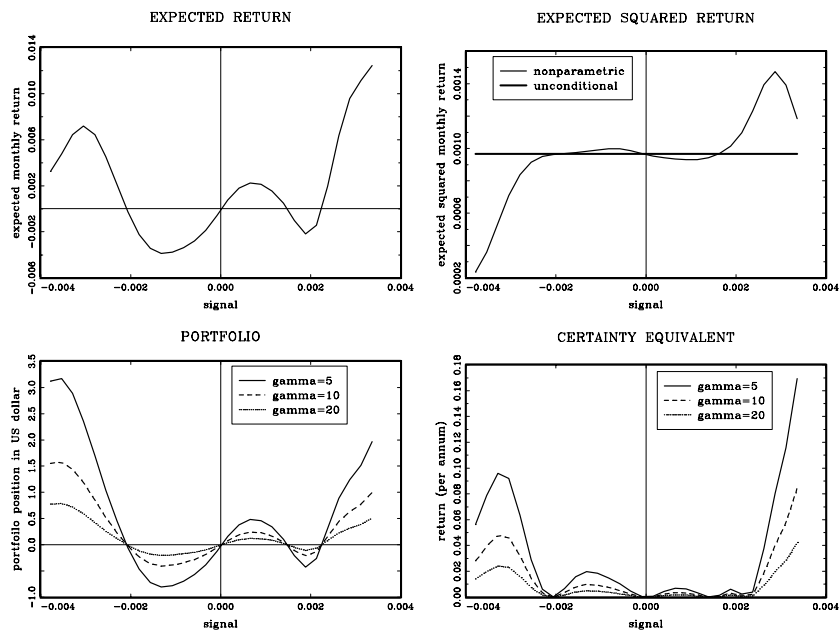 EXPECTED RETURN
expected monthly return
0.014
0.010
0.006
0.002
-0.002
-0.006
-0.004
-0.002
0.000
0.002
0.004
signal
EXPECTED SQUARED RETURN
expected squared monthly return
0.0014
0.0010
0.0006
0.0002
nonparametric
unconditional
-0.004
-0.002
0.000
0.002
0.004
signal
PORTFOLIO
portfolio position in US dollar
3.5
3.0
2.5
2.0
1.5
1.0
0.5
0.0
-1.0
gamma=5
gamma=10
gamma=20
-0.004
-0.002
0.000
0.002
0.004
signal
CERTAINTY EQUIVALENT
return (per annum)
0.18
0.16
0.14
0.12
0.10
0.08
0.06
0.04
0.02
0.00
gamma=5
gamma=10
gamma=20
-0.004
-0.002
0.000
0.002
0.004
signal